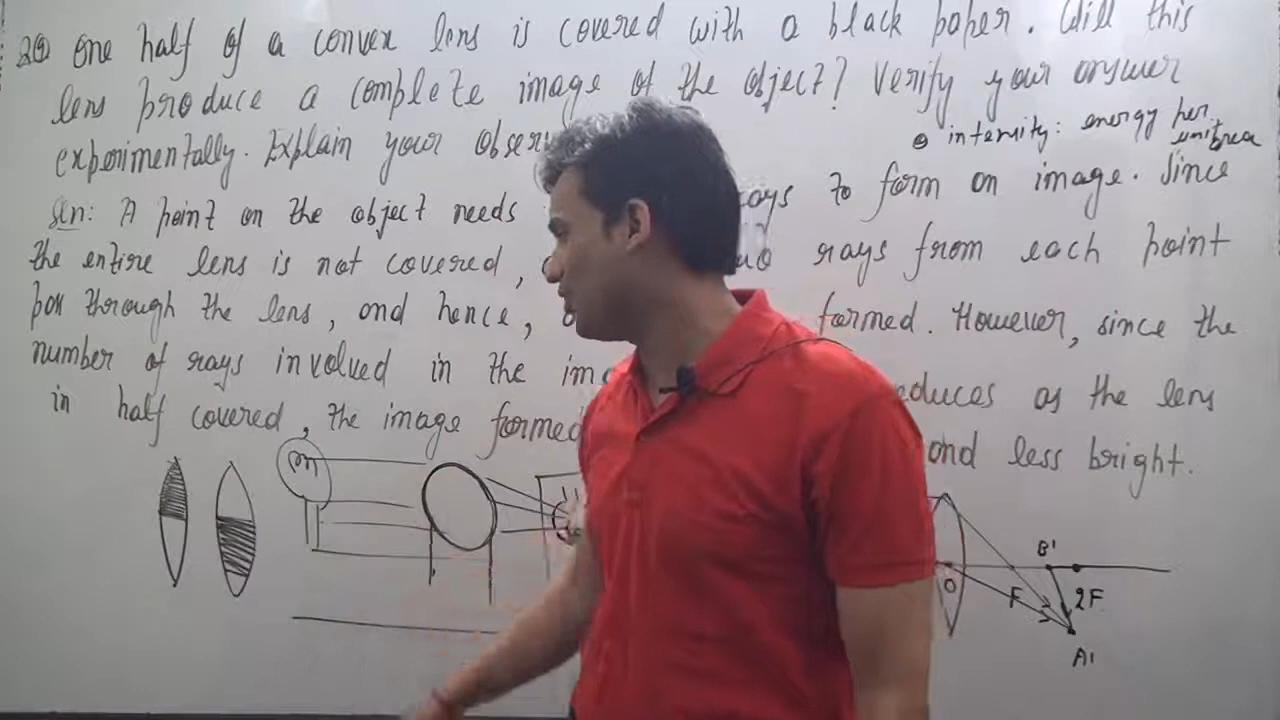 20 One half of a convex lens is covered with a black paper. Will this
lens produce a complete image of the object? Verify your answer
experimentally. Explain your
intensity: energy per
unit area
Soln: A point on the object needs rays to form an image. Since
the entire lens is not covered, rays from each point
pass through the lens, and hence, formed. However, since the
number of rays involved in the reduces as the lens
in half covered, the image formed and less bright.
B'
O
F
2F
A1